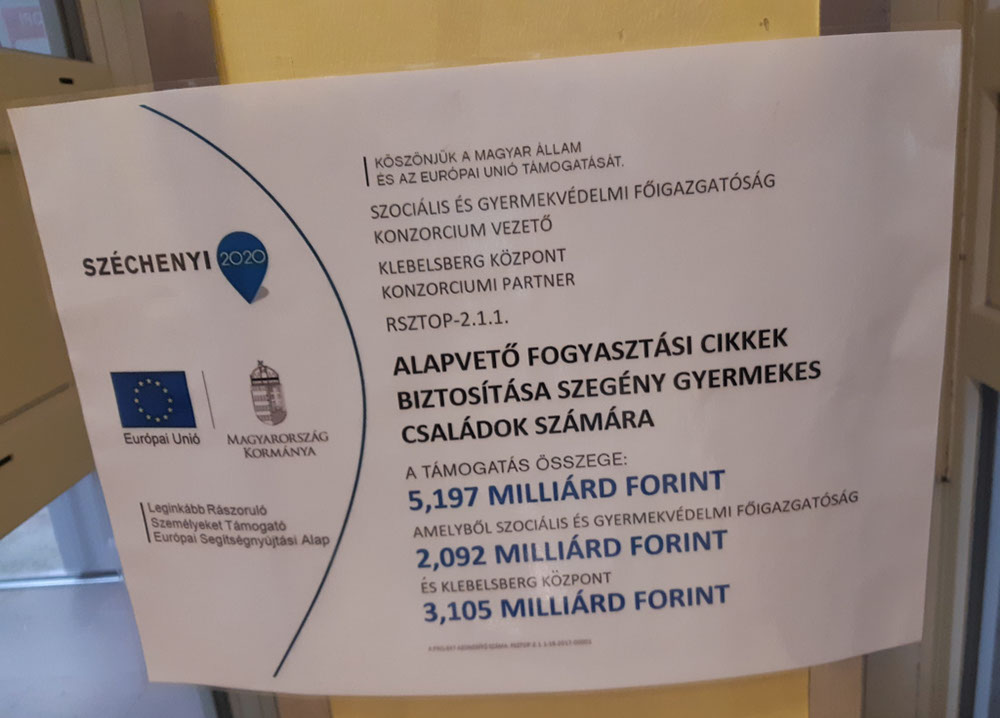 KÖSZÖNJÜK A MAGYAR ÁLLAM
ÉS AZ EURÓPAI UNIÓ TÁMOGATÁSÁT.
SZOCIÁLIS ÉS GYERMEKVÉDELMI FŐIGAZGATÓSÁG
KONZORCIUM VEZETŐ
KLEBELSBERG KÖZPONT
KONZORCIUMI PARTNER
RSZTOP-2.1.1.
ALAPVETŐ FOGYASZTÁSI CIKKEK
BIZTOSÍTÁSA SZEGÉNY GYERMEKES
CSALÁDOK SZÁMÁRA
A TÁMOGATÁS ÖSSZEGE:
5,197 MILLIÁRD FORINT
AMELYBŐL SZOCIÁLIS ÉS GYERMEKVÉDELMI FŐIGAZGATÓSÁG
2,092 MILLIÁRD FORINT
ÉS KLEBELSBERG KÖZPONT
3,105 MILLIÁRD FORINT
A PROJEKT AZONOSÍTÓ SZÁMA:
SZÉCHENYI 2020
Európai Unió
MAGYARORSZÁG
KORMÁNYA
Leginkább Rászoruló
Személyeket Támogató
Európai Segítségnyújtási Alap